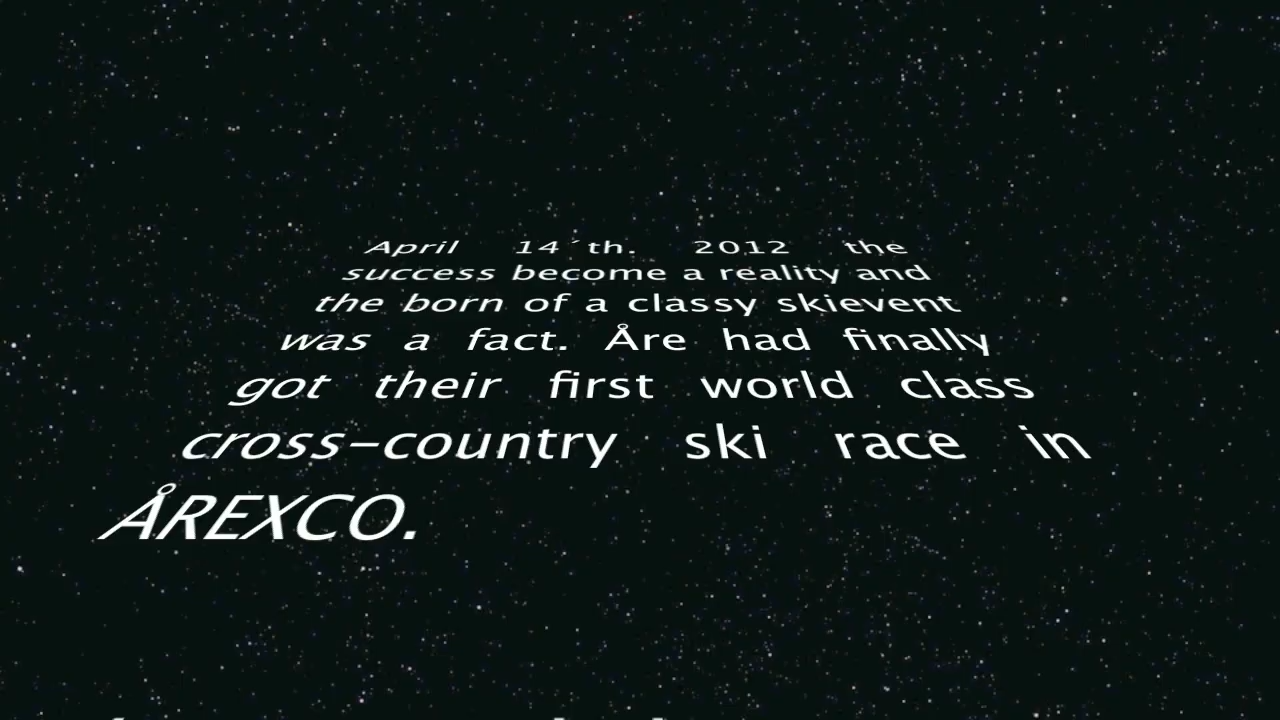 April 14´th. 2012 the
success become a reality and
the born of a classy skievent
was a fact. Åre had finally
got their first world class
cross-country ski race in
ÅREXCO.